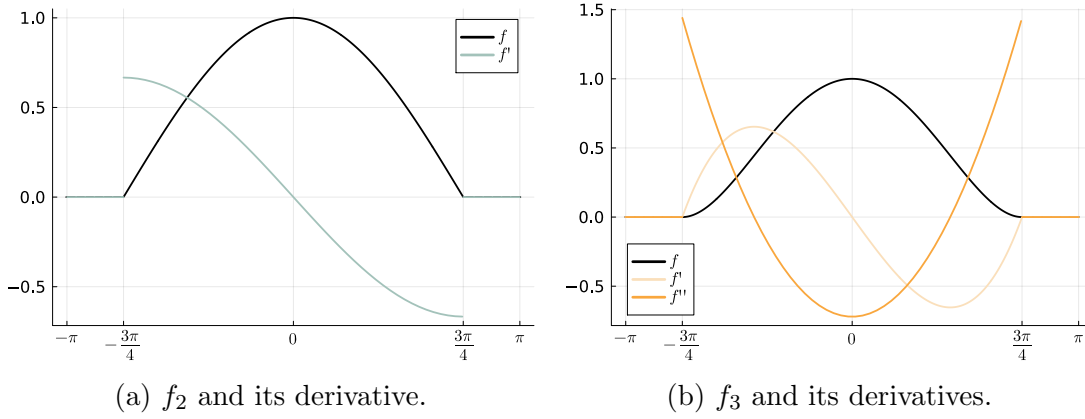 1.0
0.5
0.0
−0.5
−π
−3π/4
0
3π/4
π
f
f'
(a) f₂ and its derivative.
1.5
1.0
0.5
0.0
−0.5
f
f'
f''
−π
−3π/4
0
3π/4
π
(b) f₃ and its derivatives.